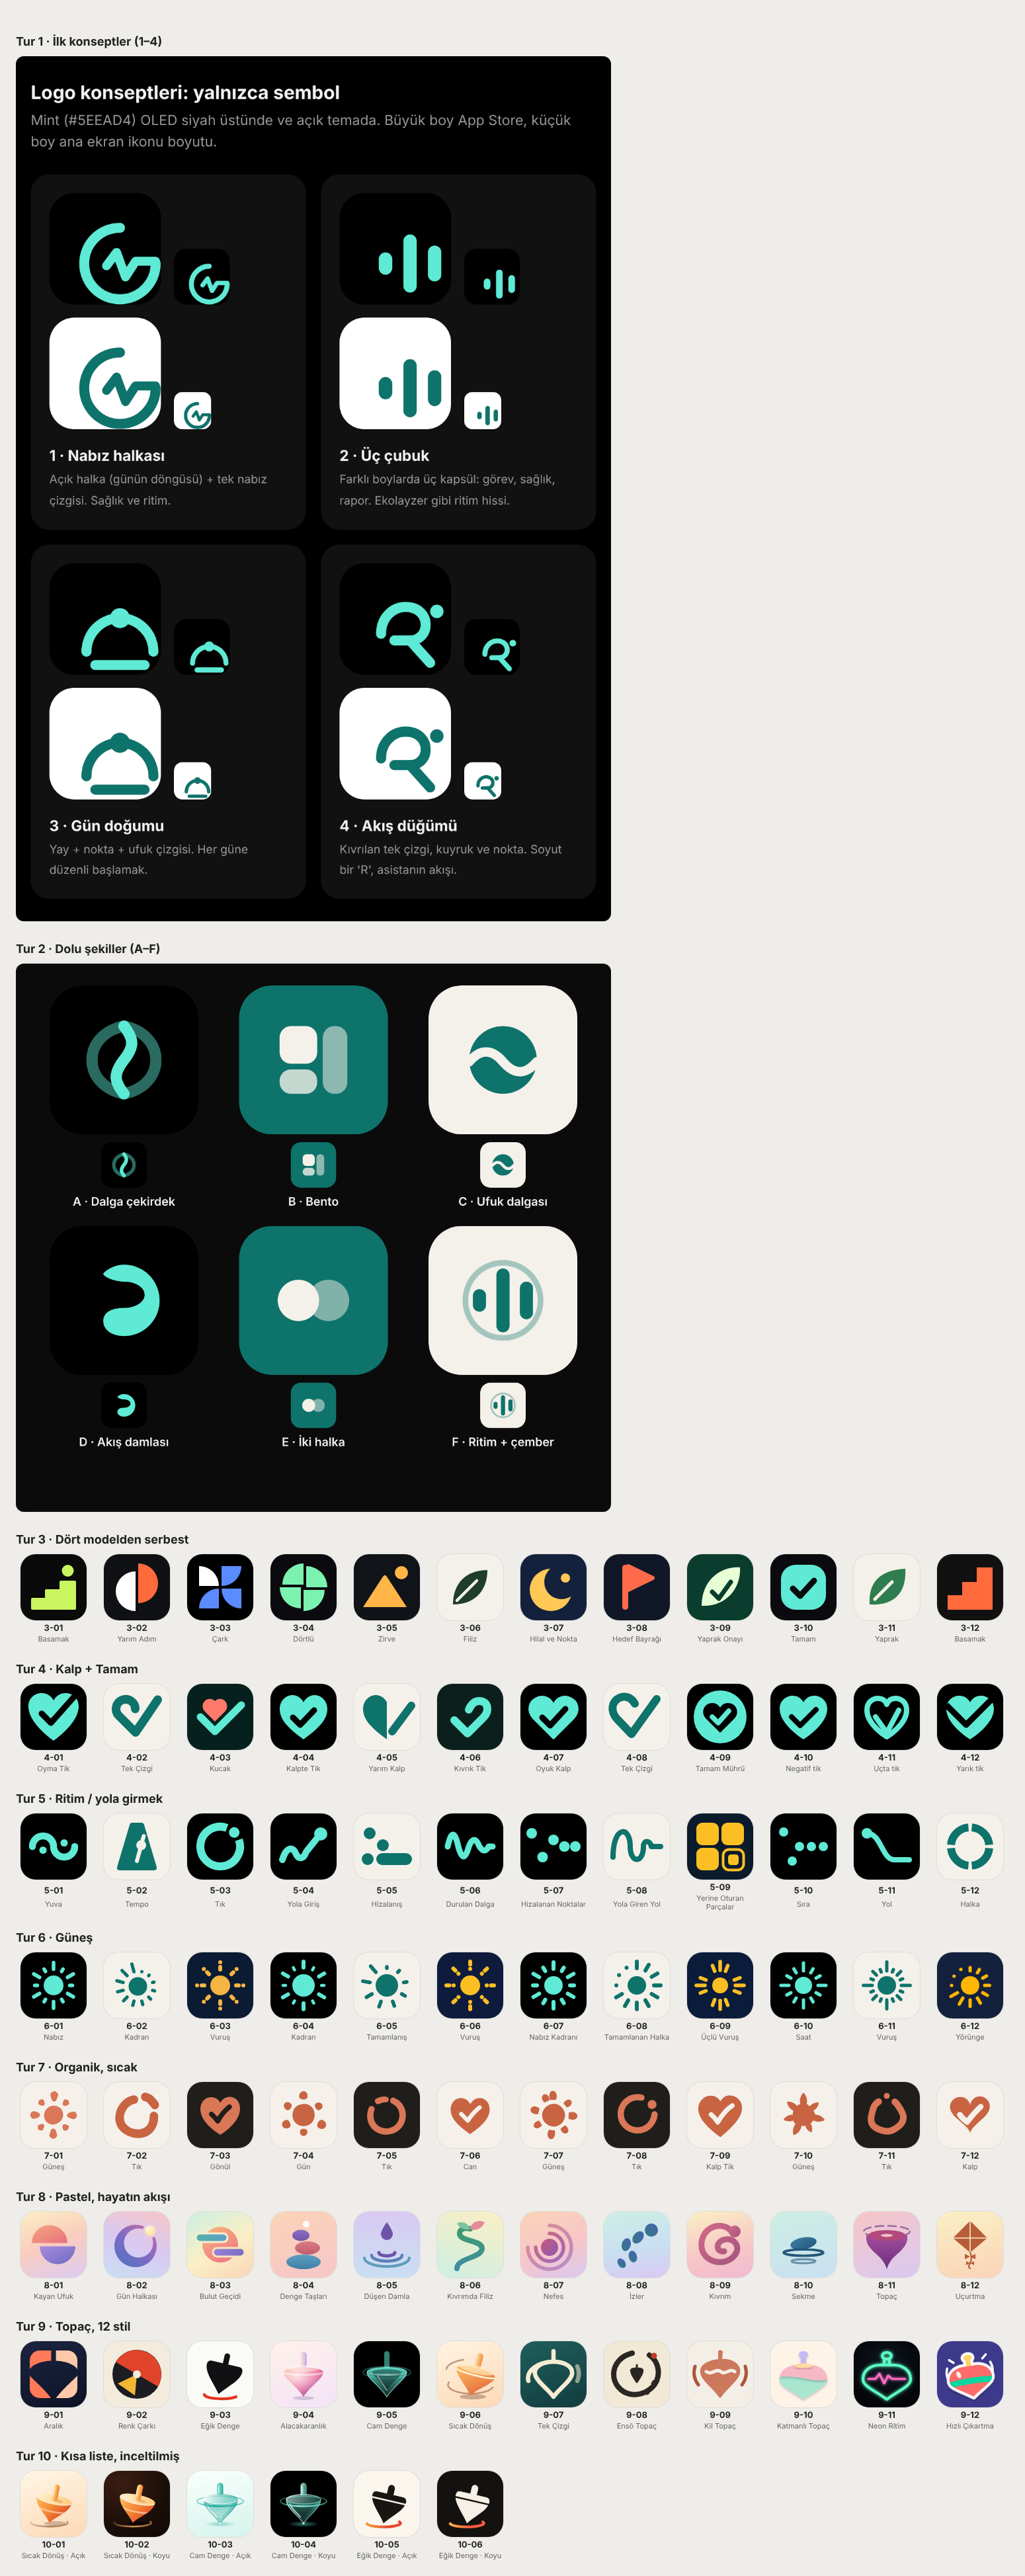 Tur 1 · İlk konseptler (1–4)
Logo konseptleri: yalnızca sembol
Mint (#5EEAD4) OLED siyah üstünde ve açık temada. Büyük boy App Store, küçük
boy ana ekran ikonu boyutu.
1 · Nabız halkası
Açık halka (günün döngüsü) + tek nabız
çizgisi. Sağlık ve ritim.
2 · Üç çubuk
Farklı boylarda üç kapsül: görev, sağlık,
rapor. Ekolayzer gibi ritim hissi.
3 · Gün doğumu
Yay + nokta + ufuk çizgisi. Her güne
düzenli başlamak.
4 · Akış düğümü
Kıvrılan tek çizgi, kuyruk ve nokta. Soyut
bir 'R', asistanın akışı.
Tur 2 · Dolu şekiller (A–F)
A · Dalga çekirdek
B · Bento
C · Ufuk dalgası
D · Akış damlası
E · İki halka
F · Ritim + çember
Tur 3 · Dört modelden serbest
3-01 3-02 3-03 3-04 3-05 3-06 3-07 3-08 3-09 3-10 3-11 3-12
Basamak Yarım Adım Çark Dörtlü Zirve Filiz Hilal ve Nokta Hedef Bayrağı Yaprak Onayı Tamam Yaprak Basamak
Tur 4 · Kalp + Tamam
4-01 4-02 4-03 4-04 4-05 4-06 4-07 4-08 4-09 4-10 4-11 4-12
Oyma Tik Tek Çizgi Kucak Kalpte Tik Yarım Kalp Kıvrık Tik Oyuk Kalp Tek Çizgi Tamam Mührü Negatif tik Uçta tik Yarık tik
Tur 5 · Ritim / yola girmek
5-01 5-02 5-03 5-04 5-05 5-06 5-07 5-08 5-09 5-10 5-11 5-12
Yuva Tempo Tık Yola Giriş Hizalanış Durulan Dalga Hizalanan Noktalar Yola Giren Yol Yerine Oturan
Parçalar Sıra Yol Halka
Tur 6 · Güneş
6-01 6-02 6-03 6-04 6-05 6-06 6-07 6-08 6-09 6-10 6-11 6-12
Nabız Kadran Vuruş Kadran Tamamlanış Vuruş Nabız Kadranı Tamamlanan Halka Üçlü Vuruş Saat Vuruş Yörünge
Tur 7 · Organik, sıcak
7-01 7-02 7-03 7-04 7-05 7-06 7-07 7-08 7-09 7-10 7-11 7-12
Güneş Tık Gönül Gün Tık Can Güneş Tık Kalp Tik Güneş Tık Kalp
Tur 8 · Pastel, hayatın akışı
8-01 8-02 8-03 8-04 8-05 8-06 8-07 8-08 8-09 8-10 8-11 8-12
Kayan Ufuk Gün Halkası Bulut Geçidi Denge Taşları Düşen Damla Kıvrımda Filiz Nefes İzler Kıvrım Sekme Topaç Uçurtma
Tur 9 · Topaç, 12 stil
9-01 9-02 9-03 9-04 9-05 9-06 9-07 9-08 9-09 9-10 9-11 9-12
Aralık Renk Çarkı Eğik Denge Alacakaranlık Cam Denge Sıcak Dönüş Tek Çizgi Ensō Topaç Kil Topaç Katmanlı Topaç Neon Ritim Hızlı Çıkartma
Tur 10 · Kısa liste, inceltilmiş
10-01 10-02 10-03 10-04 10-05 10-06
Sıcak Dönüş · Açık Sıcak Dönüş · Koyu Cam Denge · Açık Cam Denge · Koyu Eğik Denge · Açık Eğik Denge · Koyu